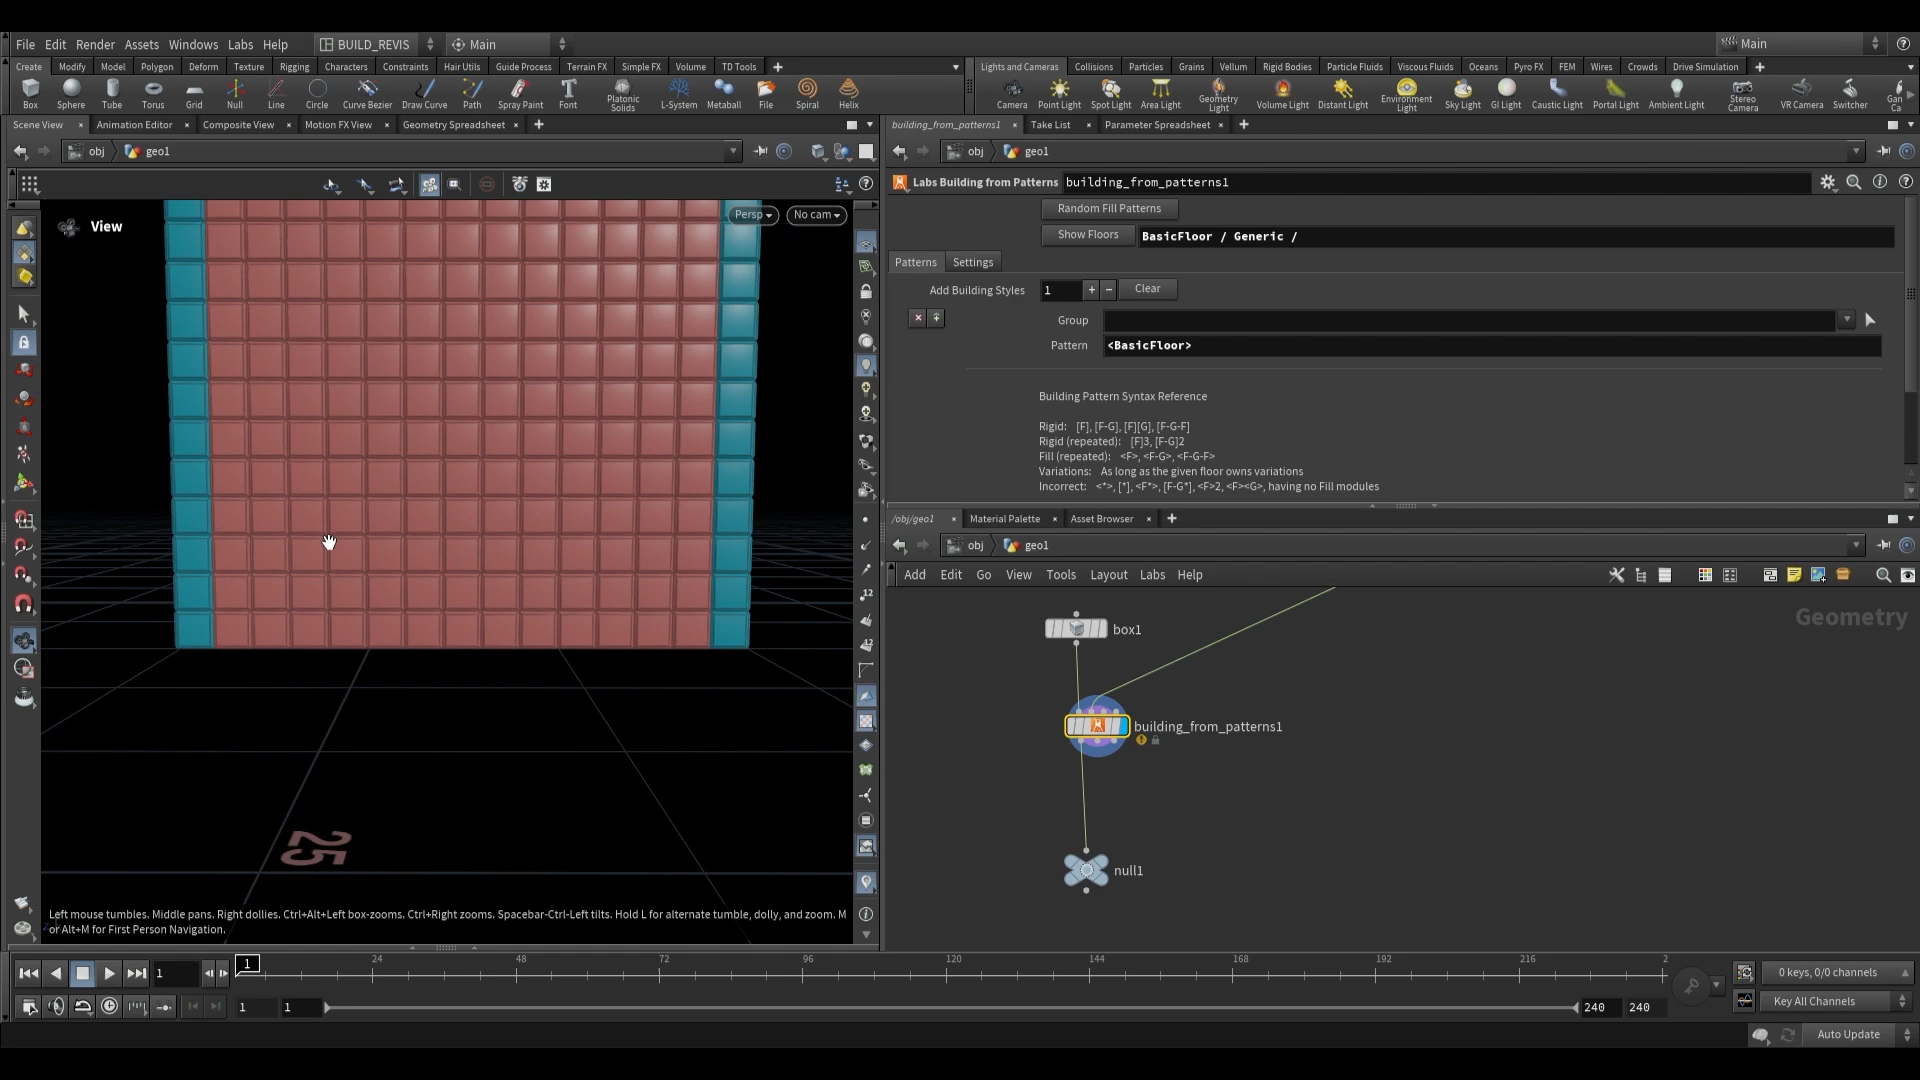 File Edit Render Assets Windows Labs Help BUILD_REVIS Main Main
Create Modify Model Polygon Deform Texture Rigging Characters Constraints Hair Utils Guide Process Terrain FX Simple FX Volume TD Tools
Lights and Cameras Collisions Particles Grains Vellum Rigid Bodies Particle Fluids Viscous Fluids Oceans Pyro FX FEM Wires Crowds Drive Simulation
Box Sphere Tube Torus Grid Null Line Circle Curve Bezier Draw Curve Path Spray Paint Font Platonic Solids L-System Metaball File Spiral Helix
Camera Point Light Spot Light Area Light Geometry Light Volume Light Distant Light Environment Light Sky Light GI Light Caustic Light Portal Light Ambient Light Stereo Camera VR Camera Switcher Gan Ca
Scene View Animation Editor Composite View Motion FX View Geometry Spreadsheet
building_from_patterns1 Take List Parameter Spreadsheet
obj geo1
obj geo1
Labs Building from Patterns building_from_patterns1
View
Persp No cam
Random Fill Patterns
Show Floors BasicFloor / Generic /
Patterns Settings
Add Building Styles 1 + − Clear
Group
Pattern <BasicFloor>
Building Pattern Syntax Reference
Rigid: [F], [F-G], [F][G], [F-G-F]
Rigid (repeated): [F]3, [F-G]2
Fill (repeated): <F>, <F-G>, <F-G-F>
Variations: As long as the given floor owns variations
Incorrect: <*>, [*], <F*>, [F-G*], <F>2, <F><G>, having no Fill modules
/obj/geo1 Material Palette Asset Browser
obj geo1
Add Edit Go View Tools Layout Labs Help
Geometry
box1
building_from_patterns1
null1
12
12
25
Left mouse tumbles. Middle pans. Right dollies. Ctrl+Alt+Left box-zooms. Ctrl+Right zooms. Spacebar-Ctrl-Left tilts. Hold L for alternate tumble, dolly, and zoom. M
or Alt+M for First Person Navigation.
1 1 24 48 72 96 120 144 168 192 216 2
0 keys, 0/0 channels
1 1 240 240
Key All Channels
Auto Update